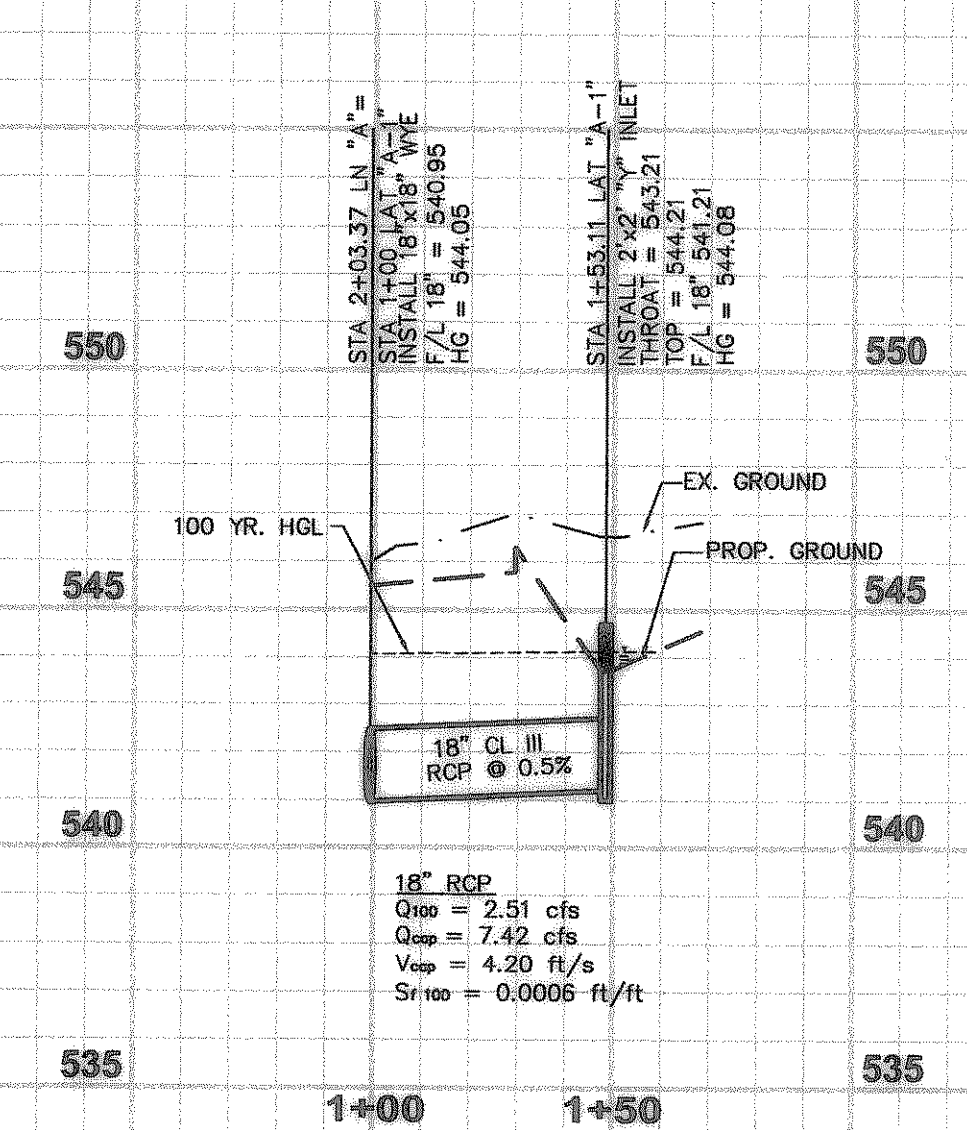 STA 2+03.37 LN "A"=
STA 1+00 LAT "A-1"
INSTALL 18"x18" WYE
F/L 18" = 540.95
HG = 544.05
STA 1+53.11 LAT "A-1"
INSTALL 2'x2' "Y" INLET
THROAT = 543.21
TOP = 544.21
F/L 18" 541.21
HG = 544.08
550
550
EX. GROUND
100 YR. HGL
PROP. GROUND
545
545
18" CL III
RCP @ 0.5%
540
540
18" RCP
Q100 = 2.51 cfs
Qcap = 7.42 cfs
Vcap = 4.20 ft/s
Sf 100 = 0.0006 ft/ft
535
535
1+00
1+50